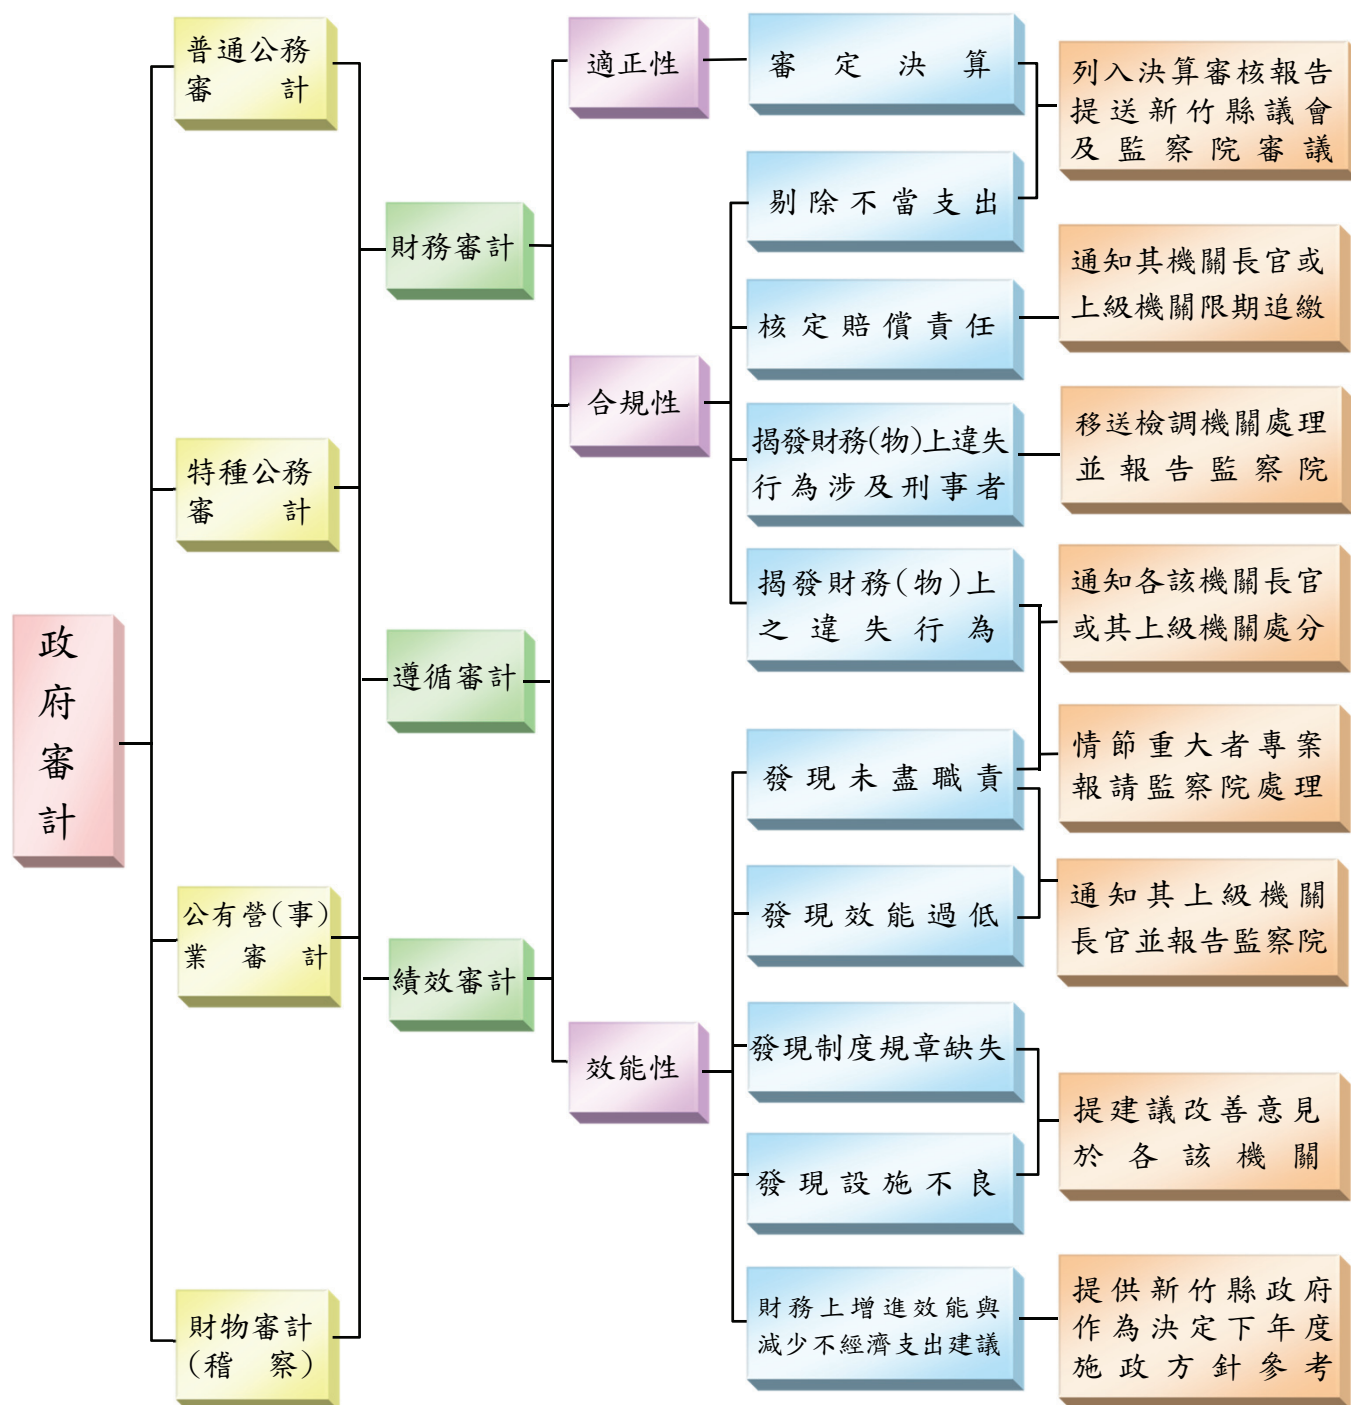 政府審計
普通公務
審計
特種公務
審計
公有營(事)
業審計
財物審計
(稽察)
財務審計
遵循審計
績效審計
適正性
合規性
效能性
審定決算
剔除不當支出
核定賠償責任
揭發財務(物)上違失
行為涉及刑事者
揭發財務(物)上
之違失行為
發現未盡職責
發現效能過低
發現制度規章缺失
發現設施不良
財務上增進效能與
減少不經濟支出建議
列入決算審核報告
提送新竹縣議會
及監察院審議
通知其機關長官或
上級機關限期追繳
移送檢調機關處理
並報告監察院
通知各該機關長官
或其上級機關處分
情節重大者專案
報請監察院處理
通知其上級機關
長官並報告監察院
提建議改善意見
於各該機關
提供新竹縣政府
作為決定下年度
施政方針參考